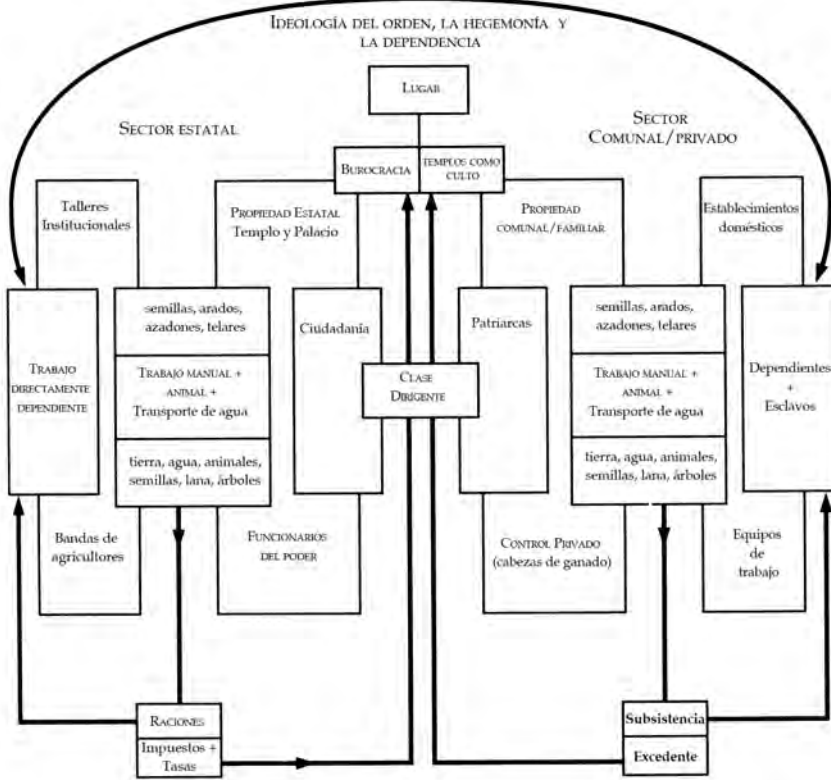 IDEOLOGÍA DEL ORDEN, LA HEGEMONÍA Y
LA DEPENDENCIA
LUGAR
SECTOR ESTATAL
SECTOR
COMUNAL/PRIVADO
BUROCRACIA
TEMPLOS COMO
CULTO
Talleres
Institucionales
PROPIEDAD ESTATAL
Templo y Palacio
PROPIEDAD
COMUNAL/FAMILIAR
Establecimientos
domésticos
TRABAJO
DIRECTAMENTE
DEPENDIENTE
semillas, arados,
azadones, telares
TRABAJO MANUAL +
ANIMAL +
Transporte de agua
tierra, agua, animales,
semillas, lana, árboles
Ciudadanía
CLASE
DIRIGENTE
Patriarcas
semillas, arados,
azadones, telares
TRABAJO MANUAL +
ANIMAL +
Transporte de agua
tierra, agua, animales,
semillas, lana, árboles
Dependientes
+
Esclavos
Bandas de
agricultores
FUNCIONARIOS
DEL PODER
CONTROL PRIVADO
(cabezas de ganado)
Equipos
de
trabajo
RACIONES
Impuestos +
Tasas
Subsistencia
Excedente